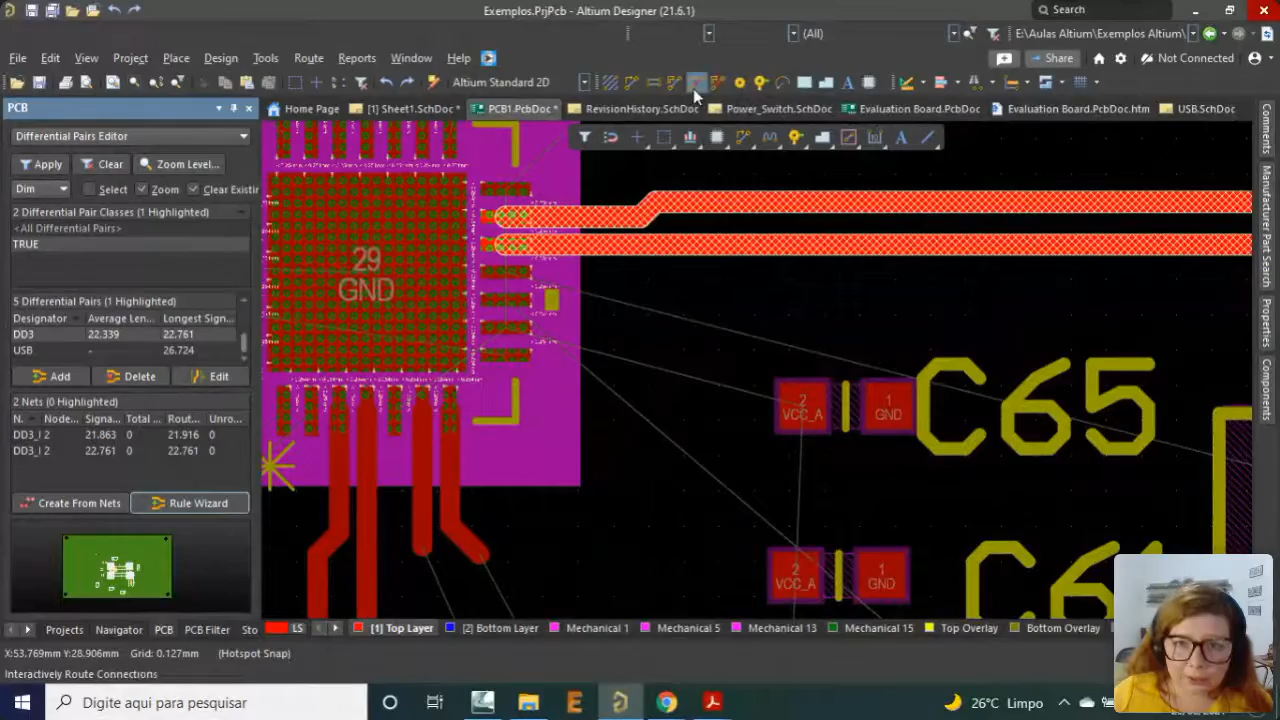 Exemplos.PrjPcb - Altium Designer (21.6.1)
Search
(All)
E:\Aulas Altium\Exemplos Altium\
File Edit View Project Place Design Tools Route Reports Window Help
Share
Not Connected
Altium Standard 2D
PCB
Home Page
[1] Sheet1.SchDoc *
PCB1.PcbDoc *
RevisionHistory.SchDoc
Power_Switch.SchDoc
Evaluation Board.PcbDoc
Evaluation Board.PcbDoc.htm
USB.SchDoc
Differential Pairs Editor
Apply Clear Zoom Level...
Dim Select Zoom Clear Existin
2 Differential Pair Classes (1 Highlighted)
<All Differential Pairs>
TRUE
5 Differential Pairs (1 Highlighted)
Designator Average Len... Longest Sign...
DD3 22.339 22.761
USB - 26.724
Add Delete Edit
2 Nets (0 Highlighted)
N. Node... Signa... Total ... Rout... Unro...
DD3_I 2 21.863 0 21.916 0
DD3_I 2 22.761 0 22.761 0
Create From Nets
Rule Wizard
29
GND
2
VCC_A
1
GND
C65
2
VCC_A
1
GND
Comments
Manufacturer Part Search
Properties
Components
Projects Navigator PCB PCB Filter Sto
LS
[1] Top Layer
[2] Bottom Layer
Mechanical 1
Mechanical 5
Mechanical 13
Mechanical 15
Top Overlay
Bottom Overlay
X:53.769mm Y:28.906mm Grid: 0.127mm (Hotspot Snap)
Interactively Route Connections
Digite aqui para pesquisar
26°C Limpo